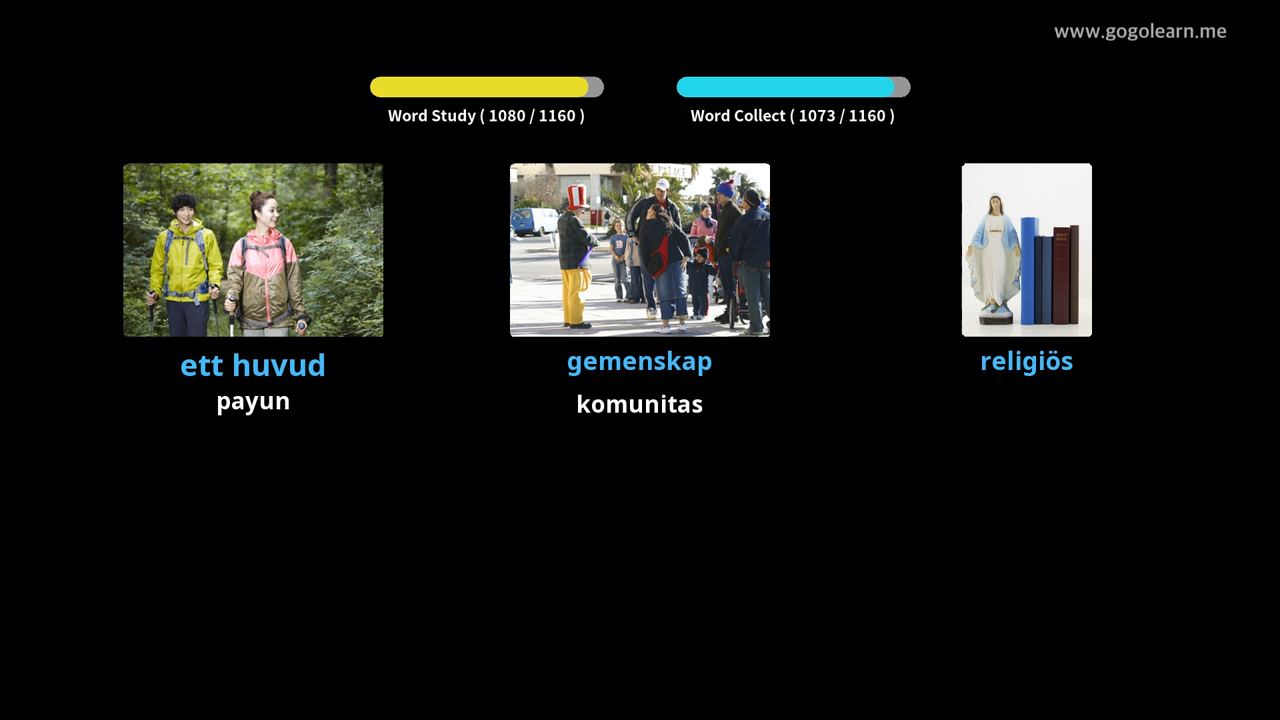 www.gogolearn.me
Word Study ( 1080 / 1160 )
Word Collect ( 1073 / 1160 )
ett huvud
payun
gemenskap
komunitas
religiös